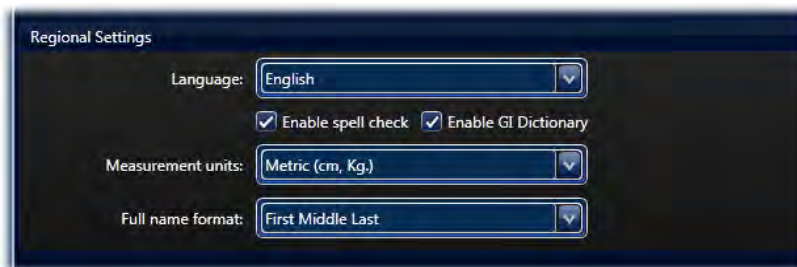 Regional Settings
Language: English
Enable spell check Enable GI Dictionary
Measurement units: Metric (cm, Kg.)
Full name format: First Middle Last